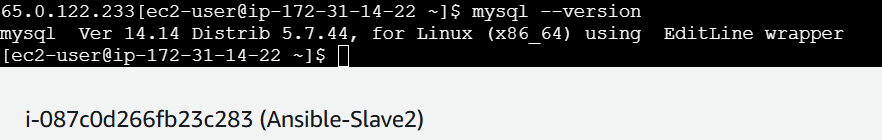 65.0.122.233[ec2-user@ip-172-31-14-22 ~]$ mysql --version
mysql  Ver 14.14 Distrib 5.7.44, for Linux (x86_64) using  EditLine wrapper
[ec2-user@ip-172-31-14-22 ~]$
i-087c0d266fb23c283 (Ansible-Slave2)